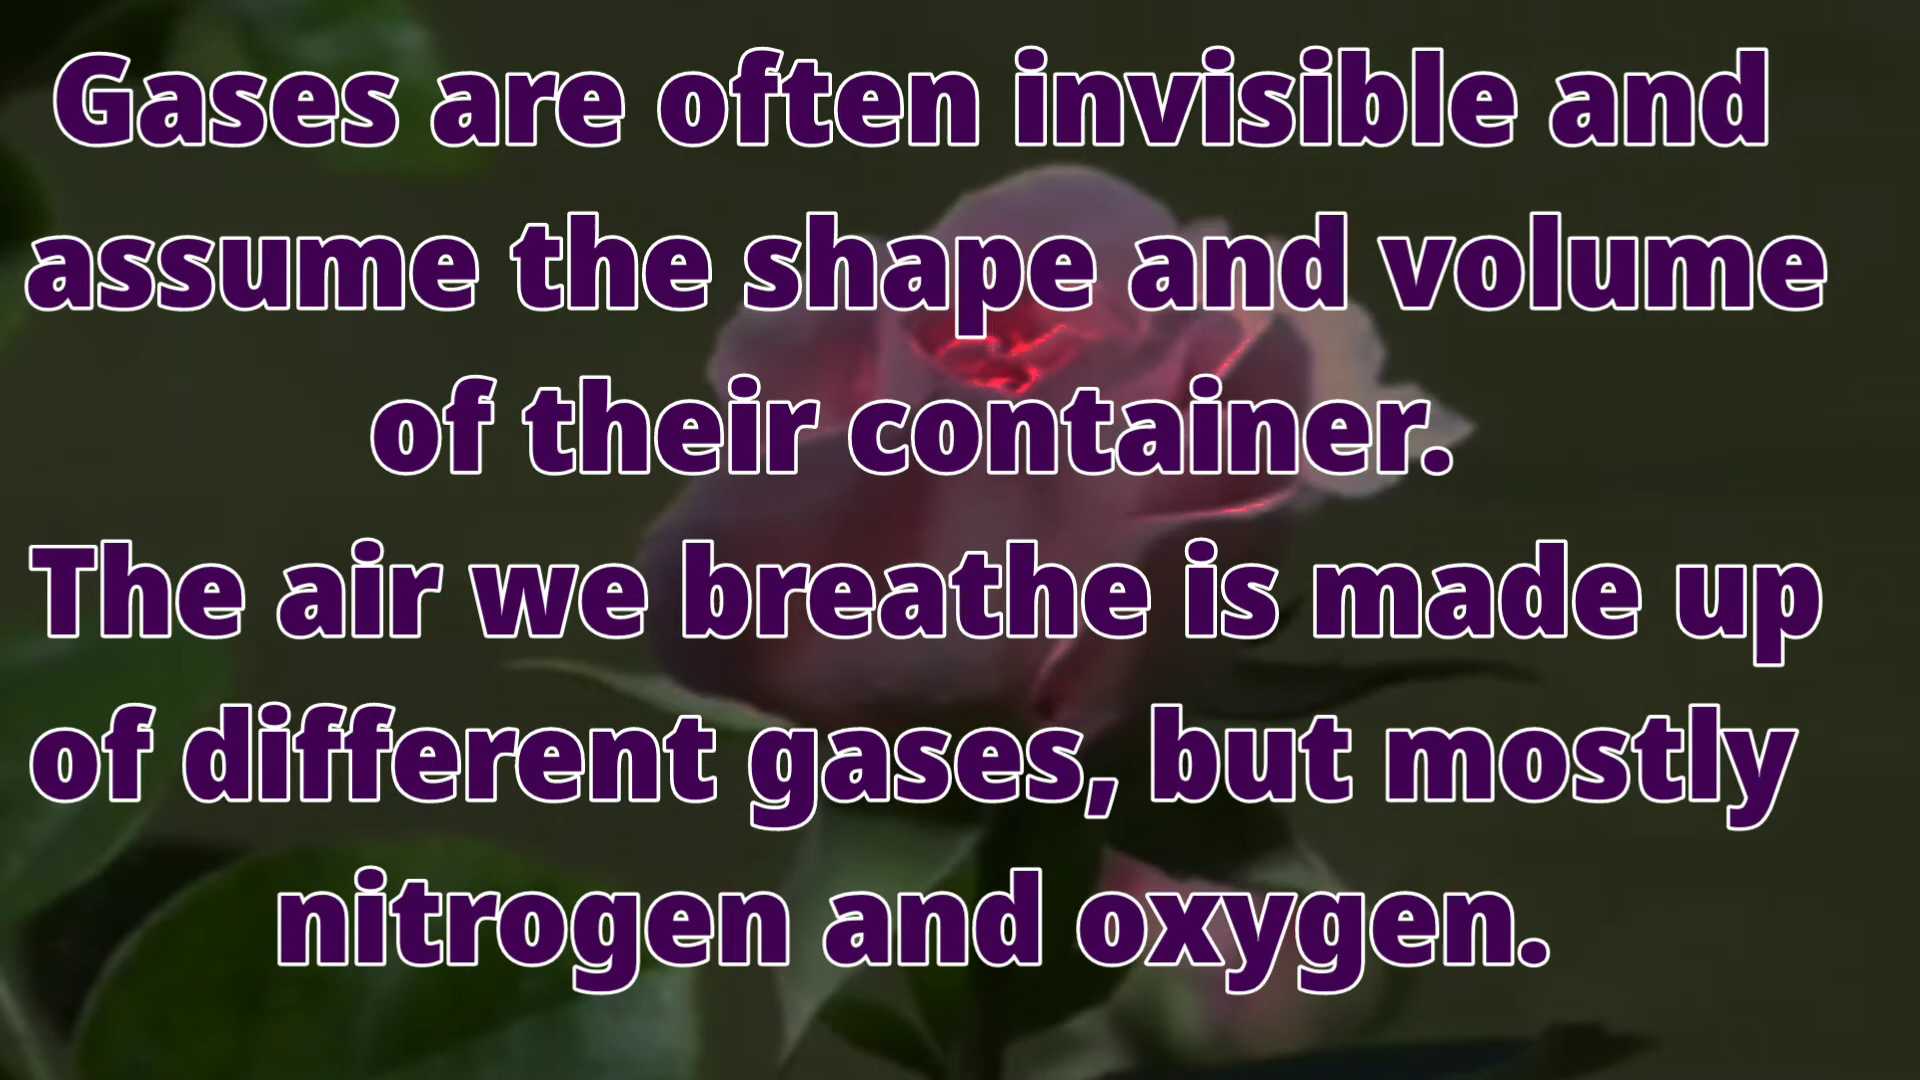 Gases are often invisible and
assume the shape and volume
of their container.
The air we breathe is made up
of different gases, but mostly
nitrogen and oxygen.